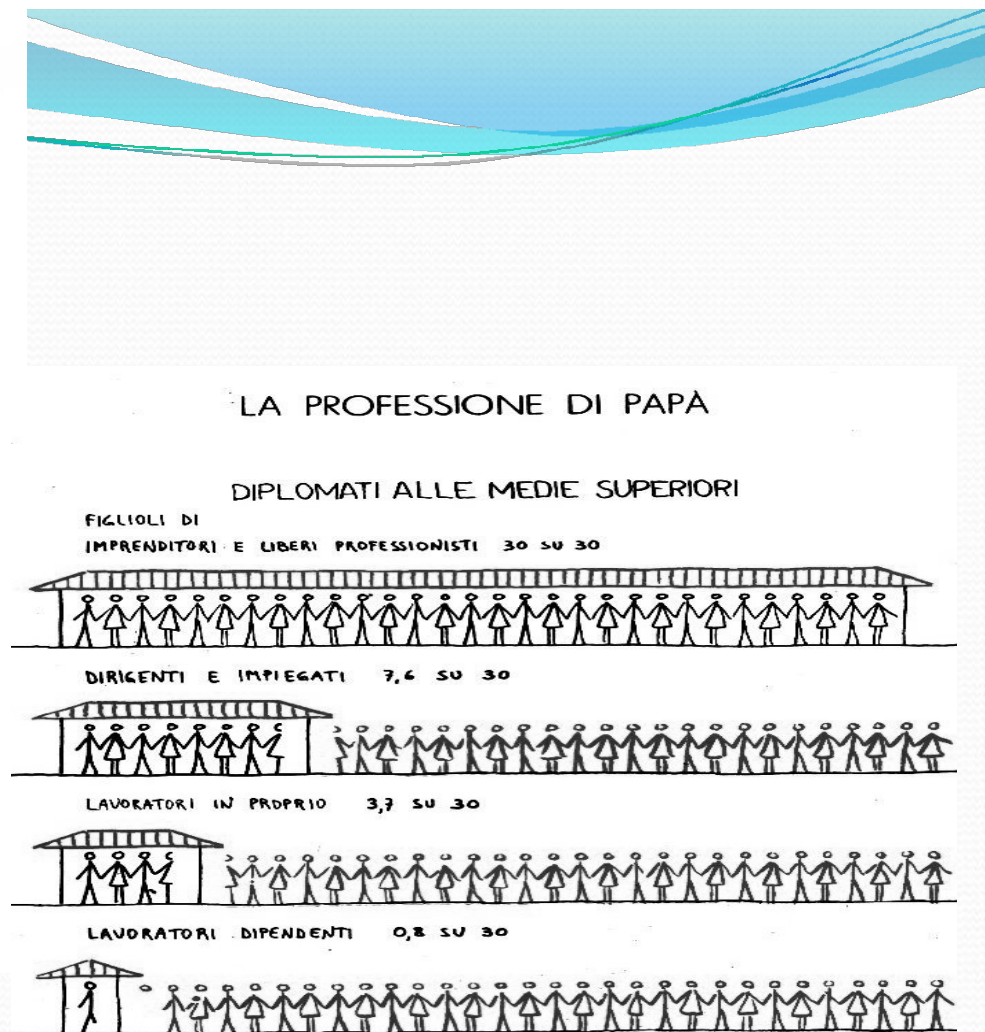 LA PROFESSIONE DI PAPÀ
DIPLOMATI ALLE MEDIE SUPERIORI
FIGLIOLI DI
IMPRENDITORI E LIBERI PROFESSIONISTI 30 SU 30
DIRIGENTI E IMPIEGATI 7,6 SU 30
LAVORATORI IN PROPRIO 3,7 SU 30
LAVORATORI DIPENDENTI 0,8 SU 30